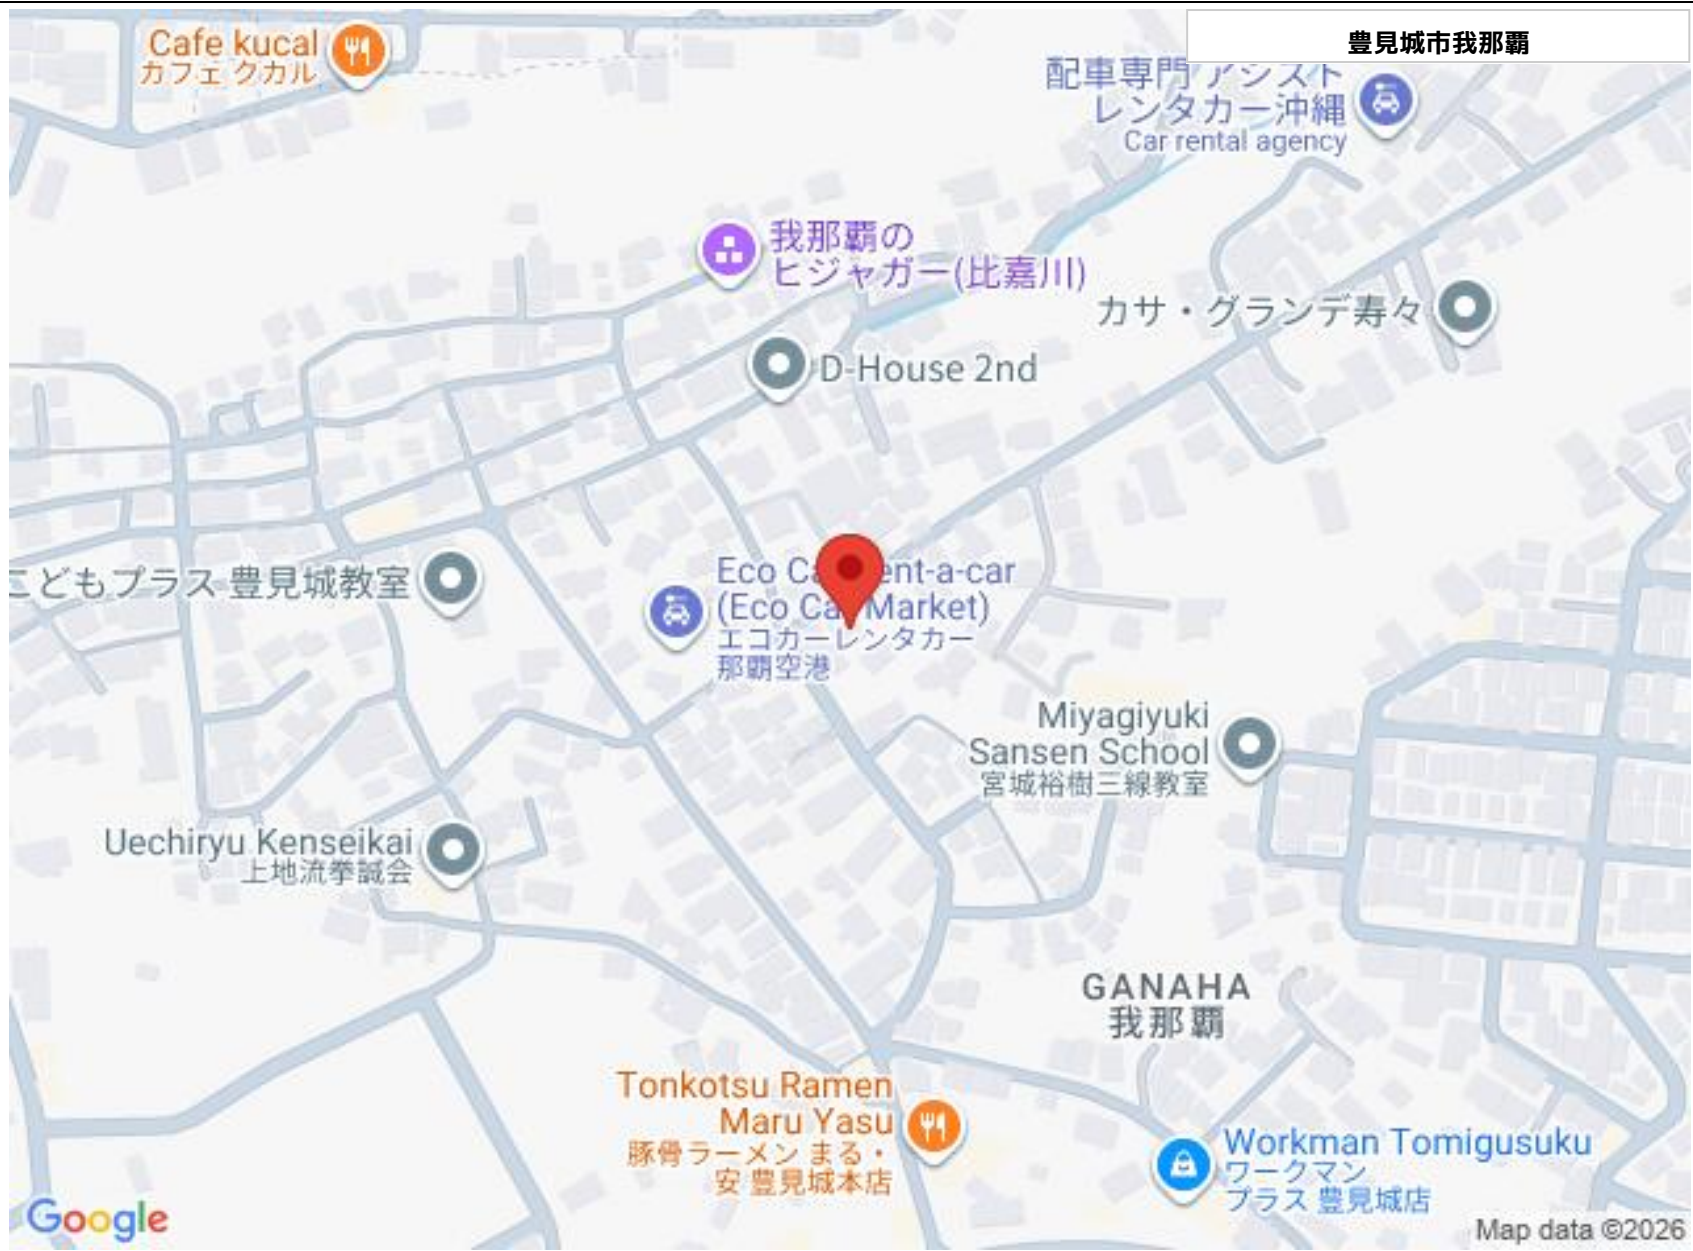 豊見城市我那覇
Cafe kucal
カフェ クカル
配車専門 アシスト
レンタカー沖縄
Car rental agency
我那覇の
ヒジャガー(比嘉川)
カサ・グランデ寿々
D-House 2nd
こどもプラス 豊見城教室
(Eco Car Market)
エコカーレンタカー
那覇空港
Miyagiyuki
Sansen School
宮城裕樹三線教室
Uechiryu Kenseikai
上地流拳誠会
GANAHA
我那覇
Tonkotsu Ramen
Maru Yasu
豚骨ラーメン まる・
安 豊見城本店
Workman Tomigusuku
ワークマン
プラス 豊見城店
Google
Map data ©2026